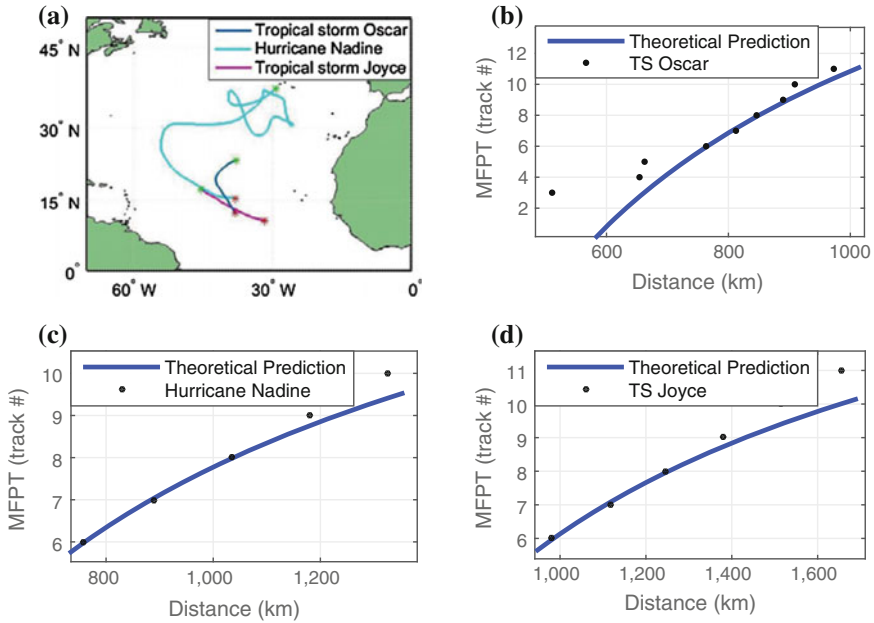 (a)
Tropical storm Oscar
Hurricane Nadine
Tropical storm Joyce
45° N
30° N
15° N
0°
60° W
30° W
0°
(b)
Theoretical Prediction
TS Oscar
MFPT (track #)
12
10
8
6
4
2
600
800
1000
Distance (km)
(c)
Theoretical Prediction
Hurricane Nadine
MFPT (track #)
10
9
8
7
6
800
1,000
1,200
Distance (km)
(d)
Theoretical Prediction
TS Joyce
MFPT (track #)
11
10
9
8
7
6
1,000
1,200
1,400
1,600
Distance (km)